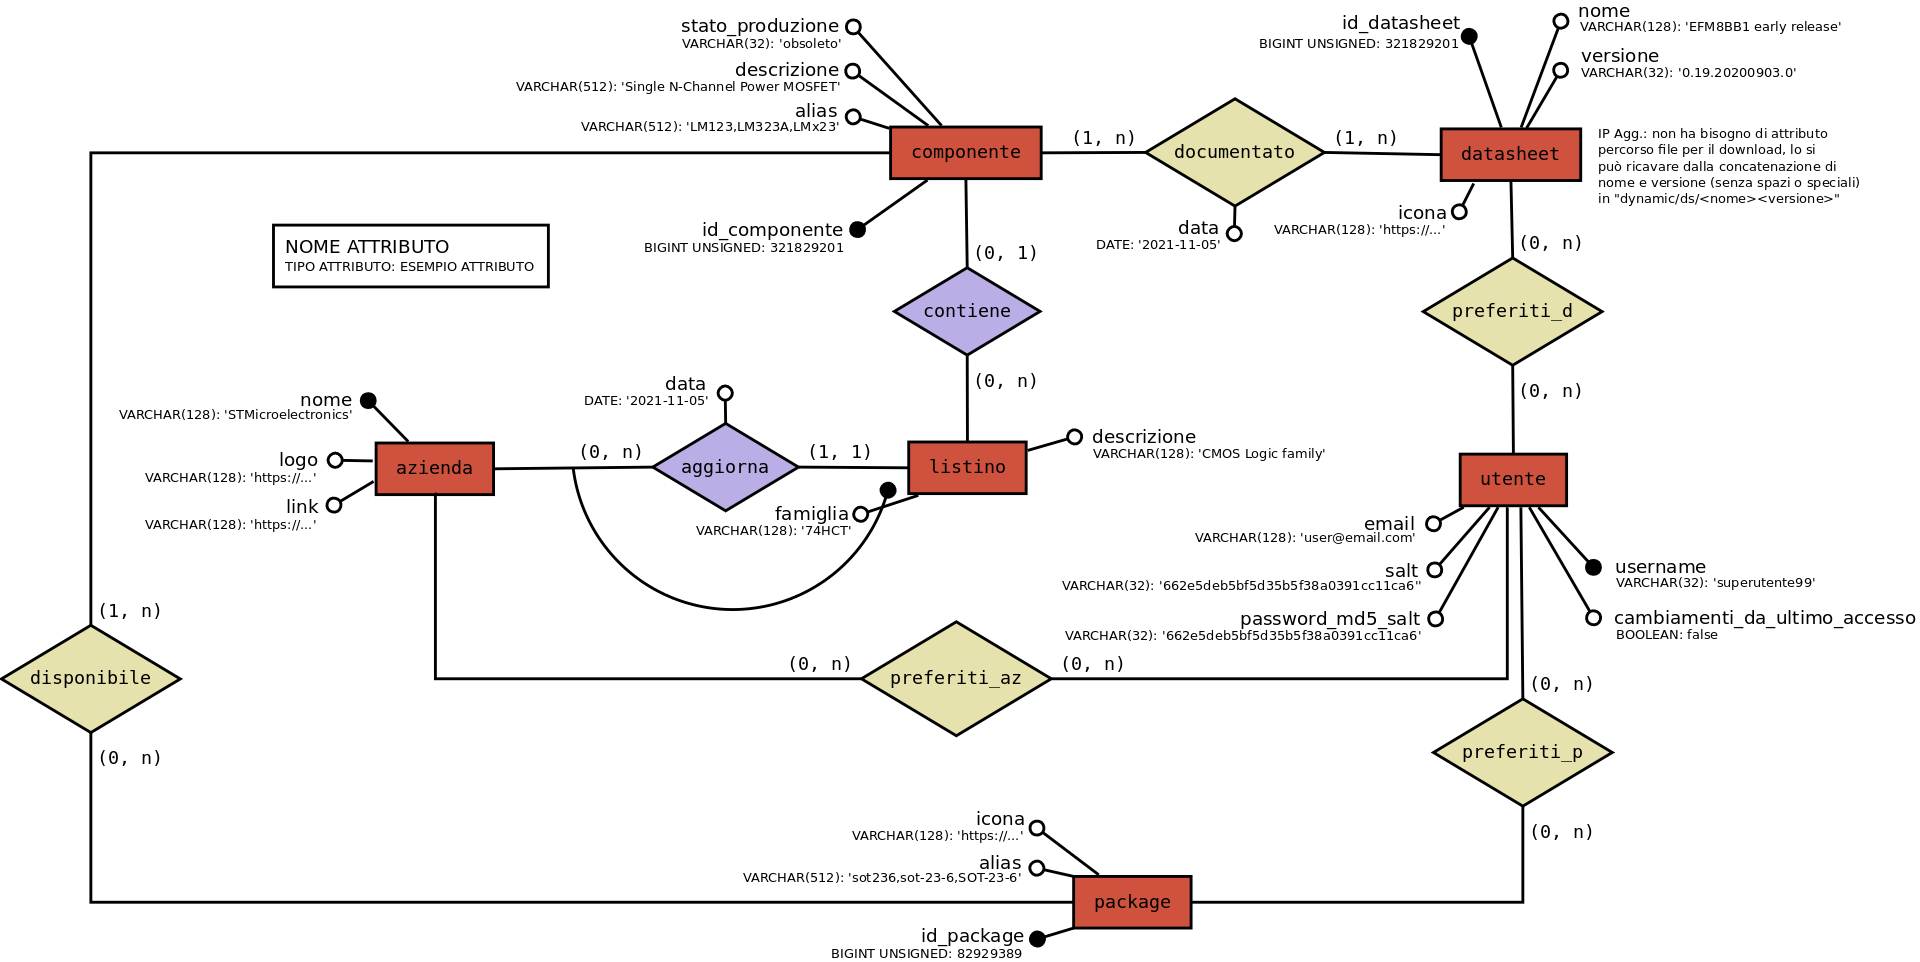 stato_produzione
VARCHAR(32): 'obsoleto'
descrizione
VARCHAR(512): 'Single N-Channel Power MOSFET'
alias
VARCHAR(512): 'LM123,LM323A,LMx23'
componente
id_componente
BIGINT UNSIGNED: 321829201
(1, n)
documentato
(1, n)
data
DATE: '2021-11-05'
id_datasheet
BIGINT UNSIGNED: 321829201
nome
VARCHAR(128): 'EFM8BB1 early release'
versione
VARCHAR(32): '0.19.20200903.0'
datasheet
icona
VARCHAR(128): 'https://...'
IP Agg.: non ha bisogno di attributo
percorso file per il download, lo si
può ricavare dalla concatenazione di
nome e versione (senza spazi o speciali)
in "dynamic/ds/<nome><versione>"
NOME ATTRIBUTO
TIPO ATTRIBUTO: ESEMPIO ATTRIBUTO
(0, 1)
contiene
(0, n)
(0, n)
preferiti_d
(0, n)
nome
VARCHAR(128): 'STMicroelectronics'
logo
VARCHAR(128): 'https://...'
link
VARCHAR(128): 'https://...'
azienda
data
DATE: '2021-11-05'
(0, n)
aggiorna
(1, 1)
listino
descrizione
VARCHAR(128): 'CMOS Logic family'
famiglia
VARCHAR(128): '74HCT'
utente
email
VARCHAR(128): 'user@email.com'
salt
VARCHAR(32): '662e5deb5bf5d35b5f38a0391cc11ca6''
password_md5_salt
VARCHAR(32): '662e5deb5bf5d35b5f38a0391cc11ca6'
username
VARCHAR(32): 'superutente99'
cambiamenti_da_ultimo_accesso
BOOLEAN: false
(1, n)
disponibile
(0, n)
(0, n)
preferiti_az
(0, n)
(0, n)
preferiti_p
(0, n)
icona
VARCHAR(128): 'https://...'
alias
VARCHAR(512): 'sot236,sot-23-6,SOT-23-6'
package
id_package
BIGINT UNSIGNED: 82929389